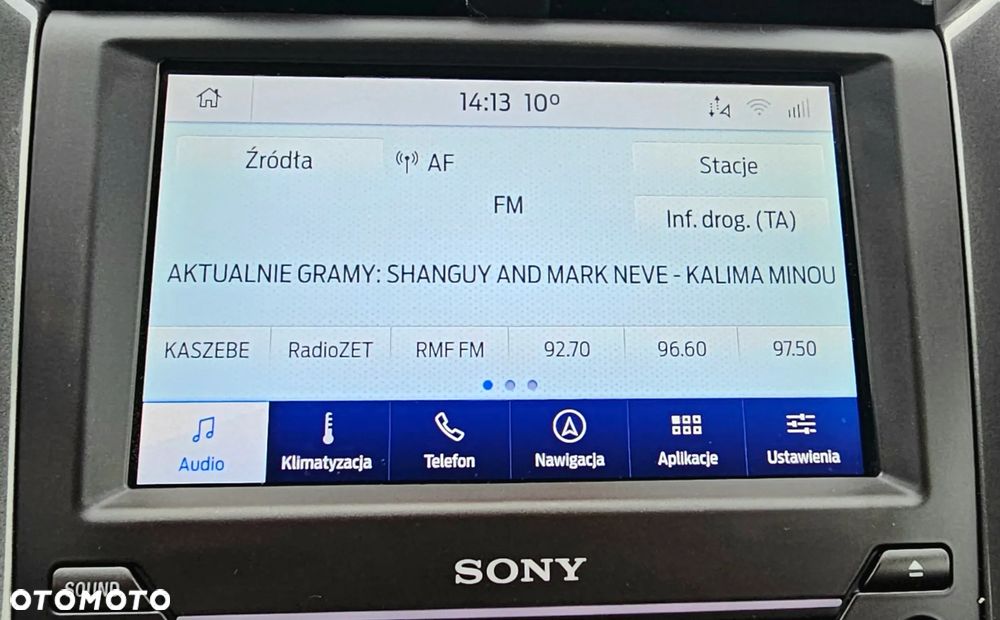 14:13 10°
Źródła
AF
Stacje
FM
Inf. drog. (TA)
AKTUALNIE GRAMY: SHANGUY AND MARK NEVE - KALIMA MINOU
KASZEBE RadioZET RMF FM 92.70 96.60 97.50
Audio Klimatyzacja Telefon Nawigacja Aplikacje Ustawienia
SONY
SOUND
OTOMOTO